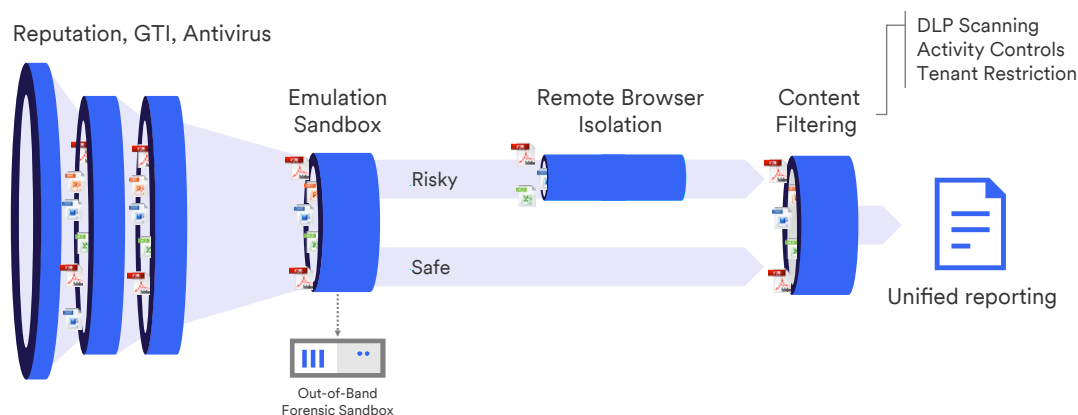 Reputation, GTI, Antivirus
DLP Scanning
Activity Controls
Tenant Restriction
Emulation
Sandbox
Remote Browser
Isolation
Content
Filtering
Risky
Safe
Unified reporting
Out-of-Band
Forensic Sandbox